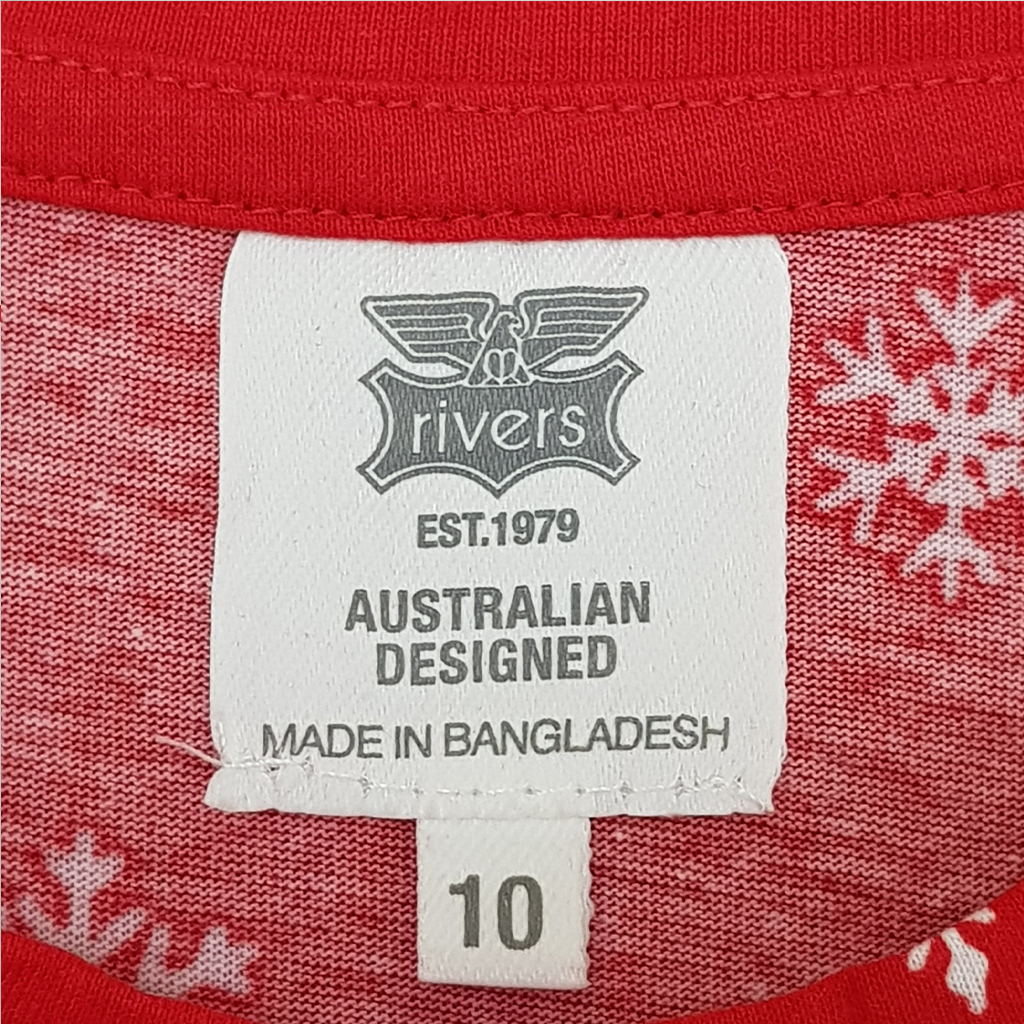 rivers
EST.1979
AUSTRALIAN
DESIGNED
MADE IN BANGLADESH
10